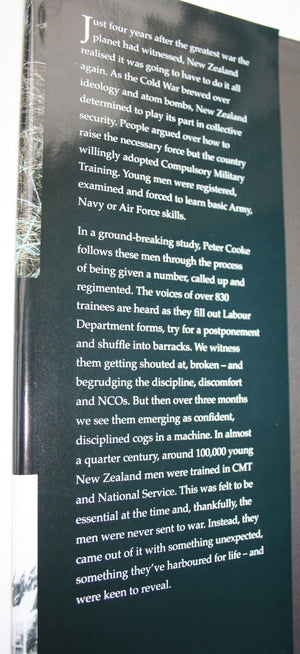 Just four years after the greatest war the
planet had witnessed, New Zealand
realised it was going to have to do it all
again. As the Cold War brewed over
ideology and atom bombs, New Zealand
determined to play its part in collective
security. People argued over how to
raise the necessary force but the country
willingly adopted Compulsory Military
Training. Young men were registered,
examined and forced to learn basic Army,
Navy or Air Force skills.
In a ground-breaking study, Peter Cooke
follows these men through the process
of being given a number, called up and
regimented. The voices of over 830
trainees are heard as they fill out Labour
Department forms, try for a postponement
and shuffle into barracks. We witness
them getting shouted at, broken – and
begrudging the discipline, discomfort
and NCOs. But then over three months
we see them emerging as confident,
disciplined cogs in a machine. In almost
a quarter century, around 100,000 young
New Zealand men were trained in CMT
and National Service. This was felt to be
essential at the time and, thankfully, the
men were never sent to war. Instead, they
came out of it with something unexpected,
something they've harboured for life – and
were keen to reveal.